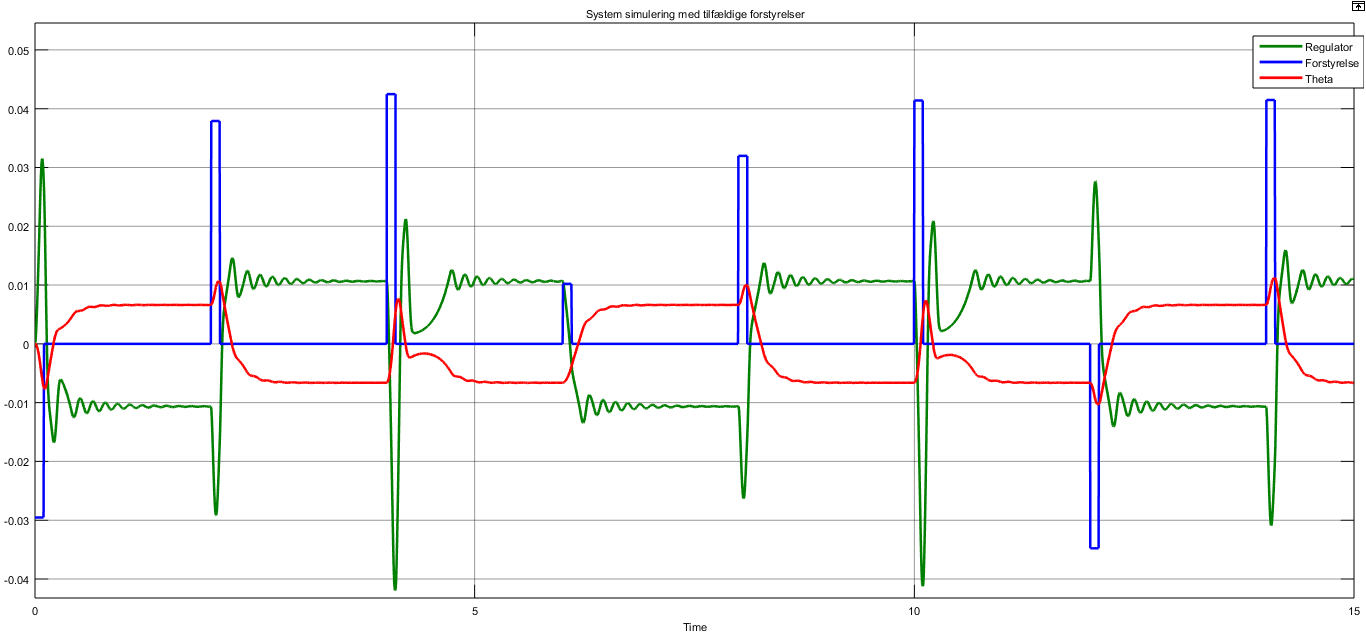 System simulering med tilfældige forstyrelser
Regulator
Forstyrelse
Theta
0.05
0.04
0.03
0.02
0.01
0
-0.01
-0.02
-0.03
-0.04
0 5 10 15
Time